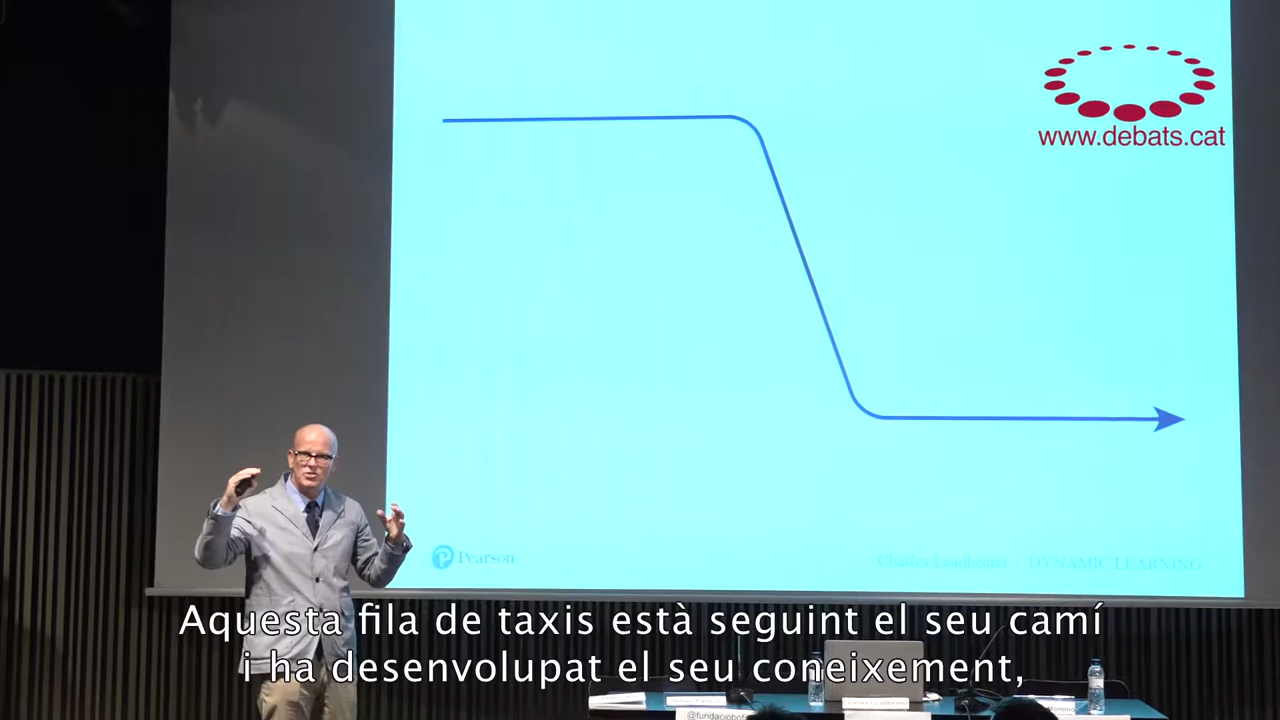 www.debats.cat
Pearson
Charles Leadbeater DYNAMIC LEARNING
Aquesta fila de taxis està seguint el seu camí
i ha desenvolupat el seu coneixement,